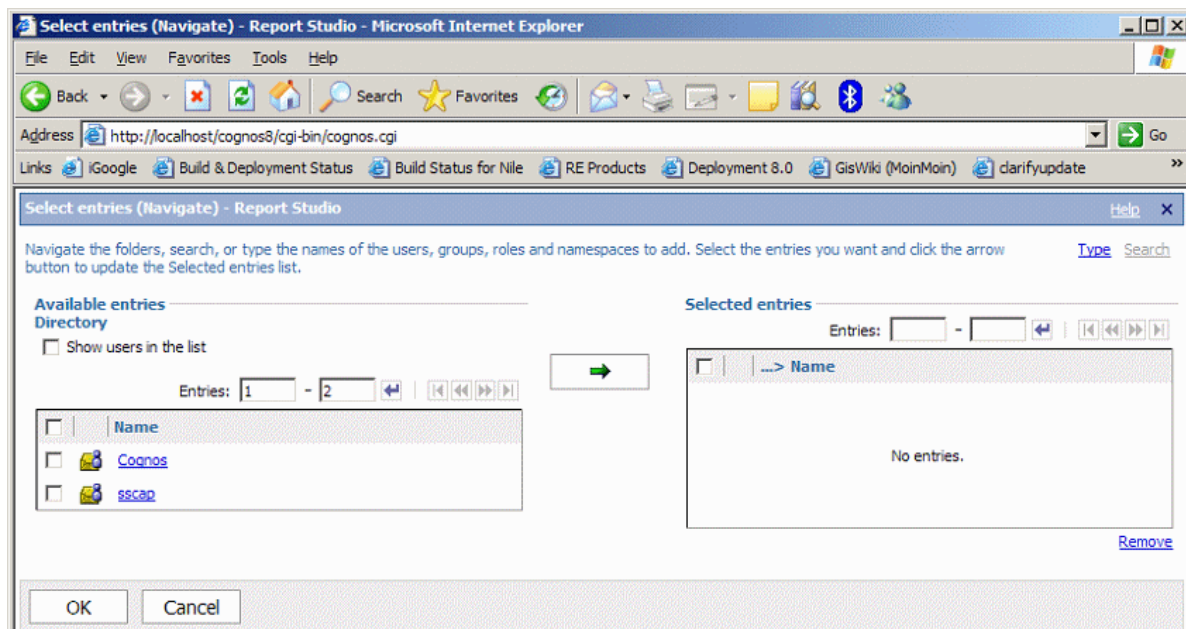 Select entries (Navigate) - Report Studio - Microsoft Internet Explorer
File Edit View Favorites Tools Help
Back Search Favorites
Address http://localhost/cognos8/cgi-bin/cognos.cgi Go
Links iGoogle Build & Deployment Status Build Status for Nile RE Products Deployment 8.0 GisWiki (MoinMoin) clarifyupdate »
Select entries (Navigate) - Report Studio Help X
Navigate the folders, search, or type the names of the users, groups, roles and namespaces to add. Select the entries you want and click the arrow Type Search
button to update the Selected entries list.
Available entries Selected entries
Directory
Entries: -
Show users in the list
...> Name
Entries: 1 - 2
Name
Cognos
No entries.
sscap
Remove
OK Cancel